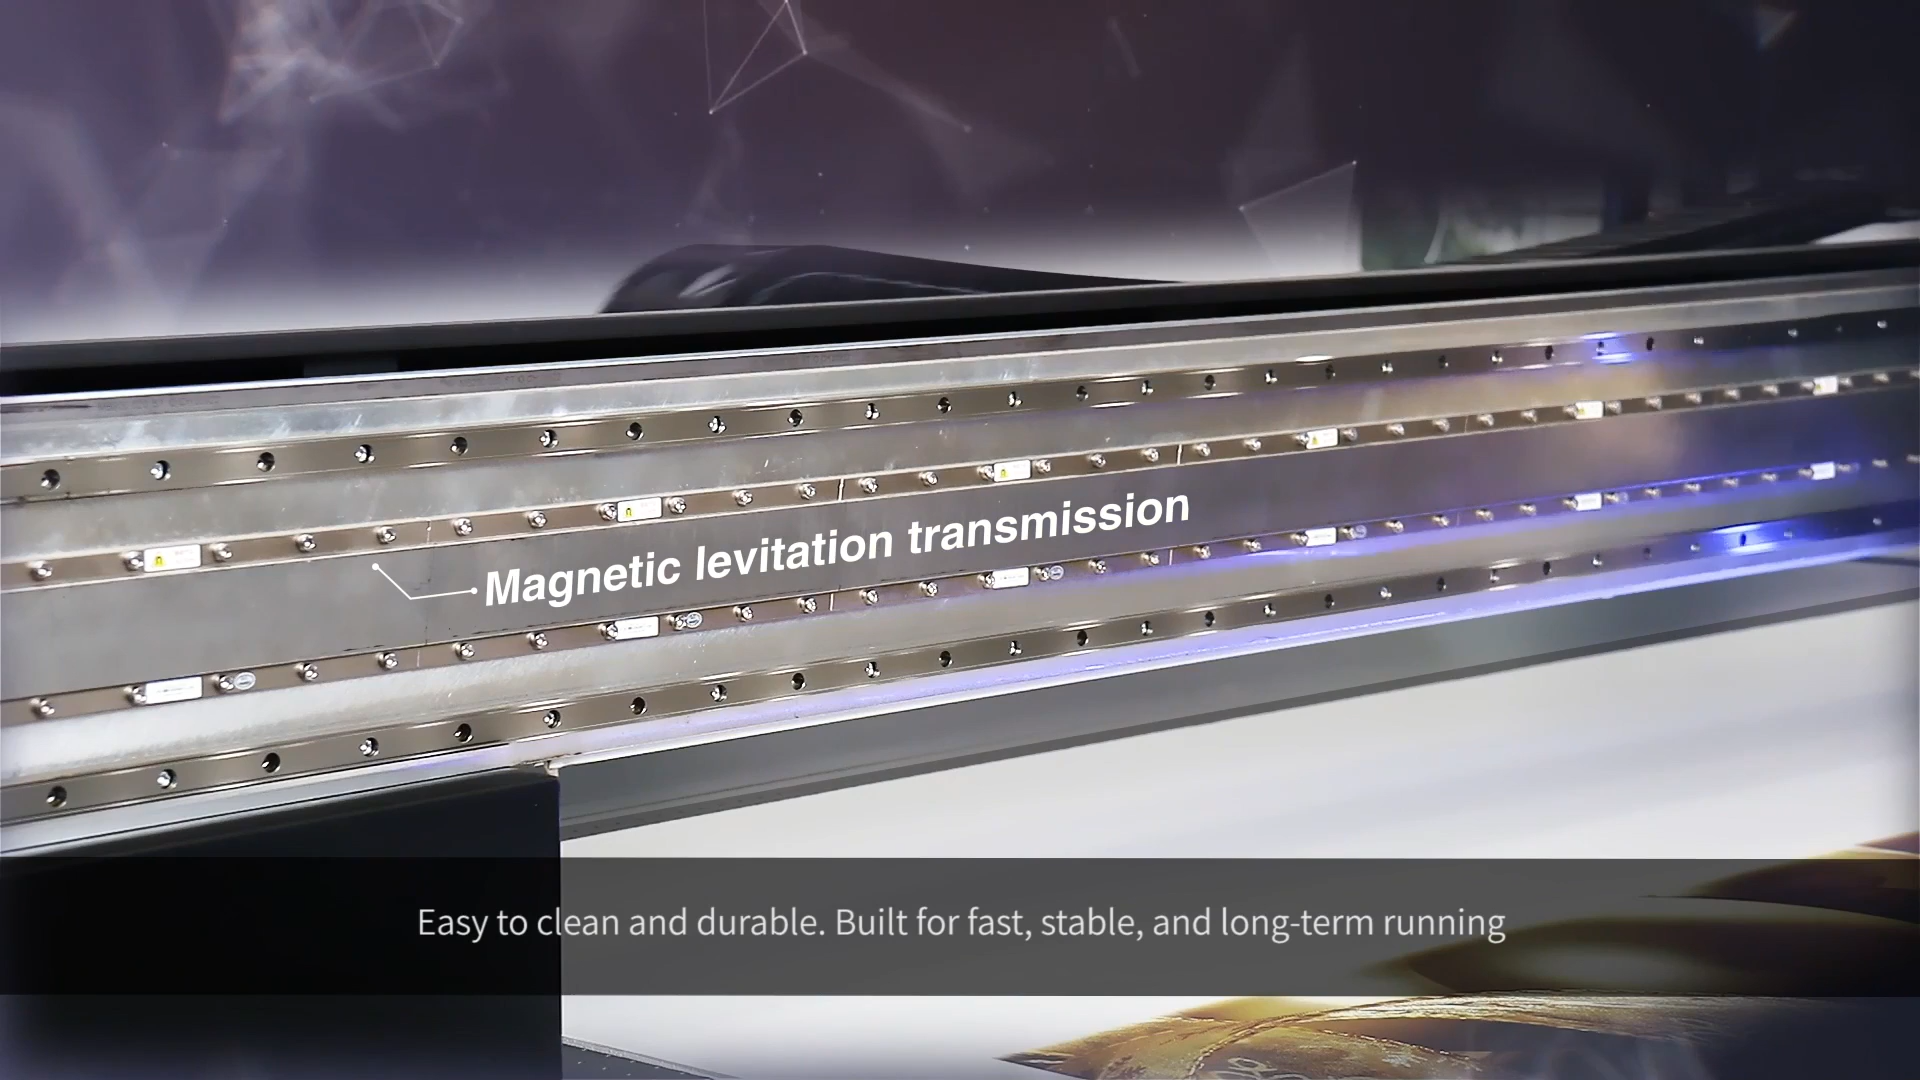 Magnetic levitation transmission
Easy to clean and durable. Built for fast, stable, and long-term running